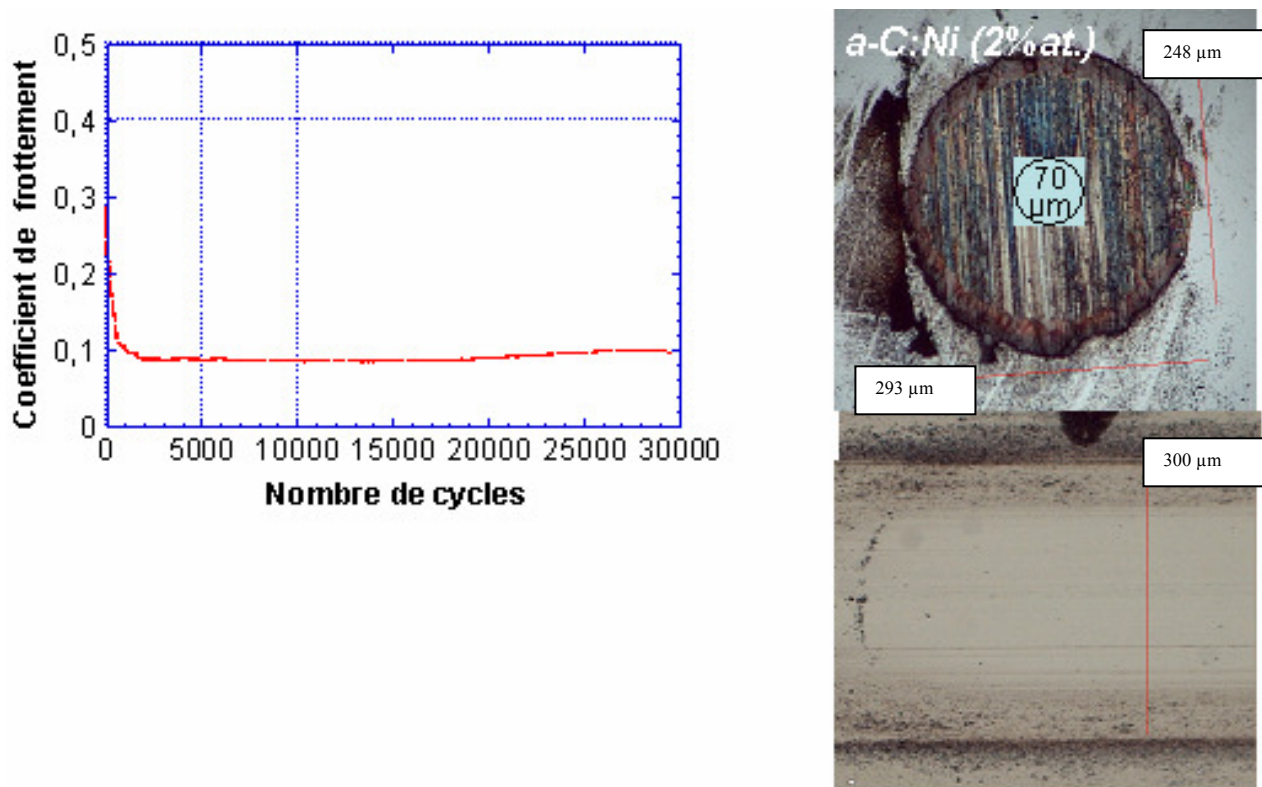 Coefficient de frottement
0,5
0,4
0,3
0,2
0,1
0
0 5000 10000 15000 20000 25000 30000
Nombre de cycles
a-C:Ni (2%at.)
248 µm
70
µm
293 µm
300 µm